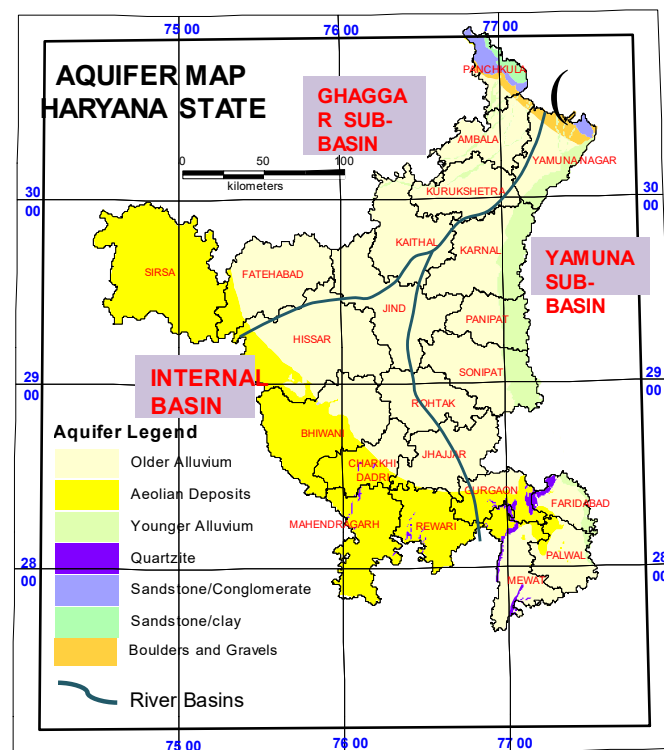 75 00
76 00
77 00
AQUIFER MAP
HARYANA STATE
GHAGGA
R SUB-
BASIN
0
50
100
kilometers
PANCHKULA
AMBALA
YAMUNA NAGAR
KURUKSHETRA
30
00
30
00
KAITHAL
KARNAL
SIRSA
FATEHABAD
YAMUNA
SUB-
BASIN
JIND
PANIPAT
HISSAR
SONIPAT
29
00
29
00
INTERNAL
BASIN
ROHTAK
BHIWANI
JHAJJAR
CHARKHI
DADRI
GURGAON
FARIDABAD
MAHENDRAGARH
REWARI
PALWAL
MEWAT
28
00
28
00
Aquifer Legend
Older Alluvium
Aeolian Deposits
Younger Alluvium
Quartzite
Sandstone/Conglomerate
Sandstone/clay
Boulders and Gravels
River Basins
75 00
76 00
77 00